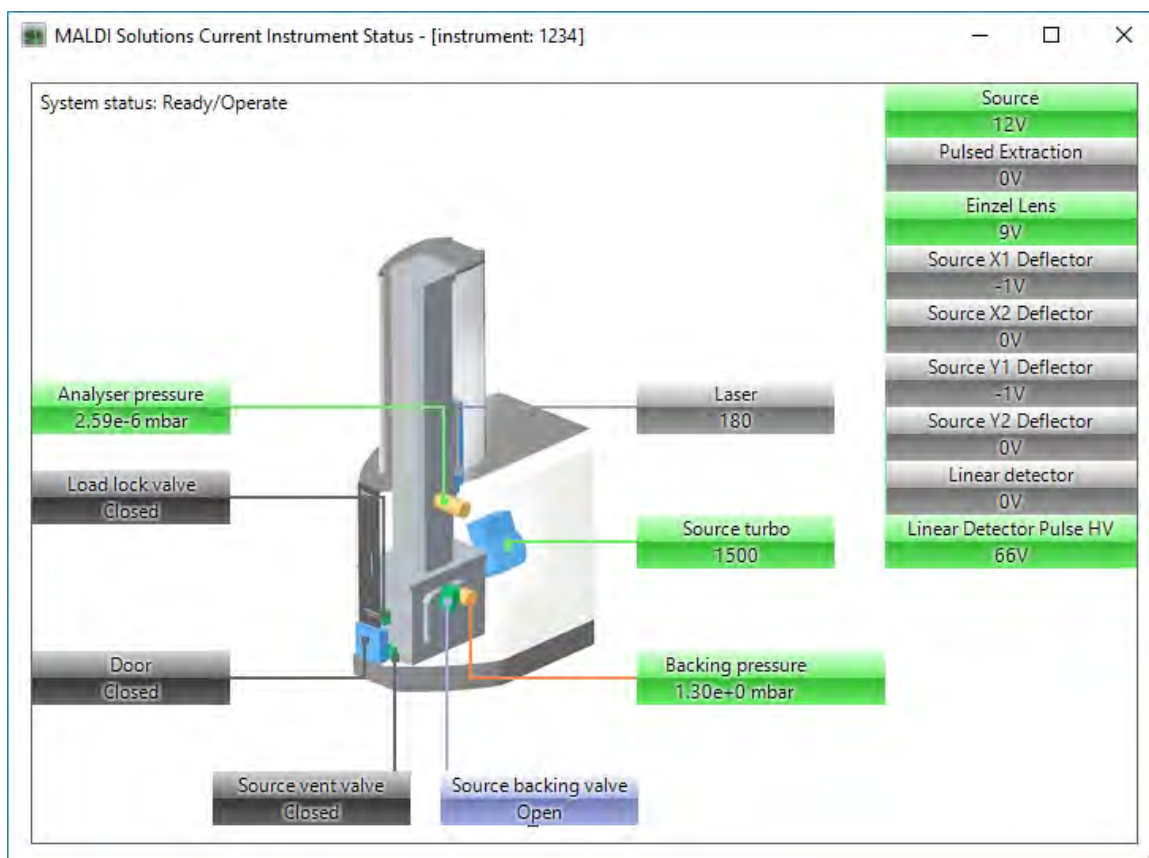 MALDI Solutions Current Instrument Status - [instrument: 1234]
System status: Ready/Operate
Source
12V
Pulsed Extraction
0V
Einzel Lens
9V
Source X1 Deflector
-1V
Source X2 Deflector
0V
Source Y1 Deflector
-1V
Source Y2 Deflector
0V
Linear detector
0V
Linear Detector Pulse HV
66V
Analyser pressure
2.59e-6 mbar
Laser
180
Load lock valve
Closed
Source turbo
1500
Door
Closed
Backing pressure
1.30e+0 mbar
Source vent valve
Closed
Source backing valve
Open